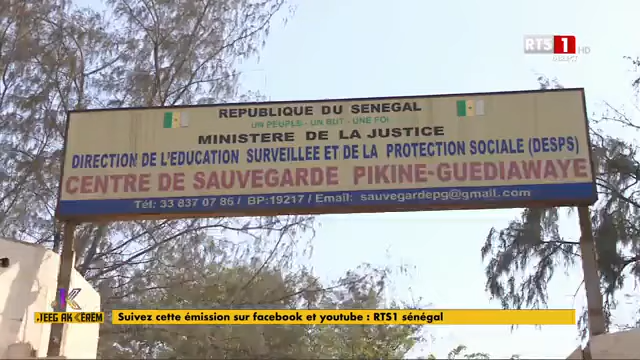 RTS1 HD
DIRECT
REPUBLIQUE DU SENEGAL
UN PEUPLE - UN BUT - UNE FOI
MINISTERE DE LA JUSTICE
DIRECTION DE L'EDUCATION SURVEILLEE ET DE LA PROTECTION SOCIALE (DESPS)
CENTRE DE SAUVEGARDE PIKINE-GUEDIAWAYE
Tél: 33 837 07 86 / BP:19217 / Email: sauvegardepg@gmail.com
JEEG AK KEREM
Suivez cette émission sur facebook et youtube : RTS1 sénégal